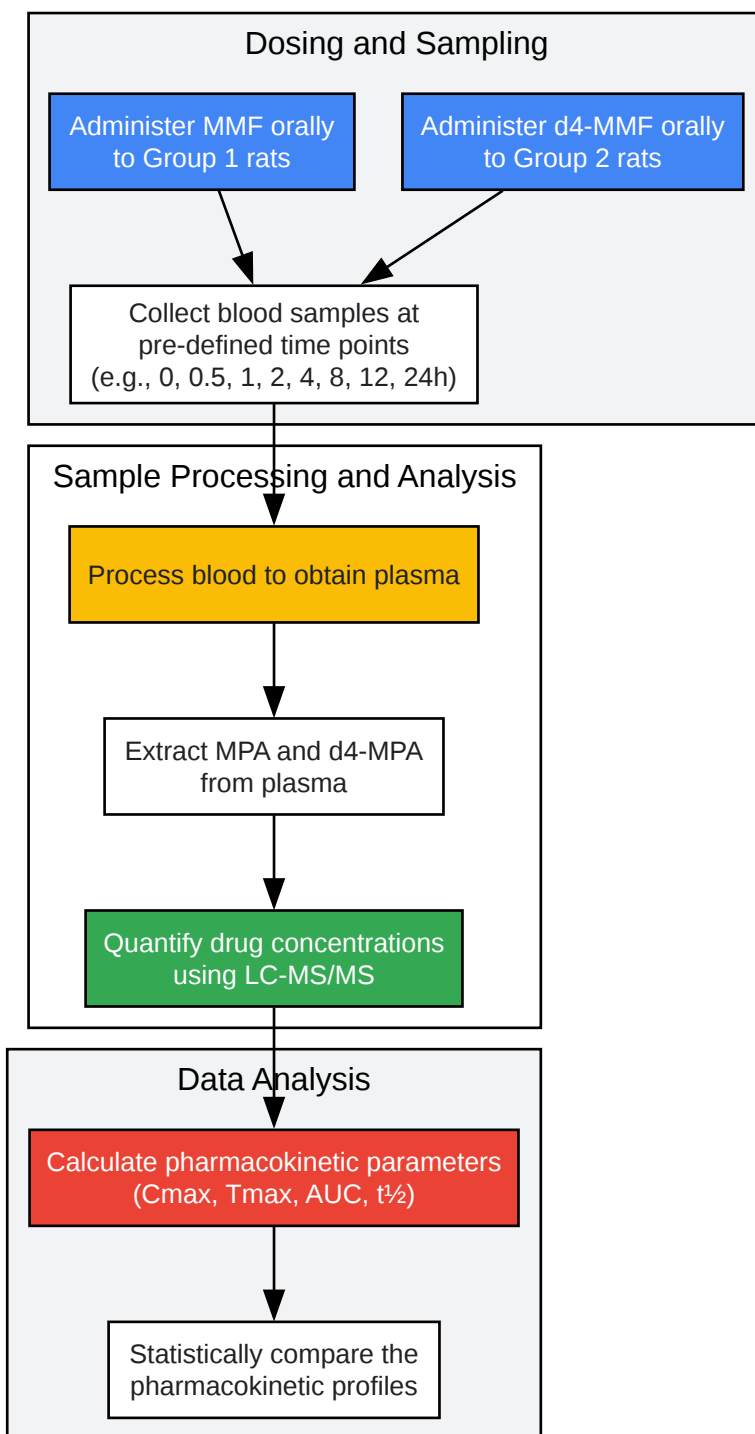 Dosing and Sampling
Administer MMF orally
to Group 1 rats
Administer d4-MMF orally
to Group 2 rats
Collect blood samples at
pre-defined time points
(e.g., 0, 0.5, 1, 2, 4, 8, 12, 24h)
Sample Processing and Analysis
Process blood to obtain plasma
Extract MPA and d4-MPA
from plasma
Quantify drug concentrations
using LC-MS/MS
Data Analysis
Calculate pharmacokinetic parameters
(Cmax, Tmax, AUC, t½)
Statistically compare the
pharmacokinetic profiles